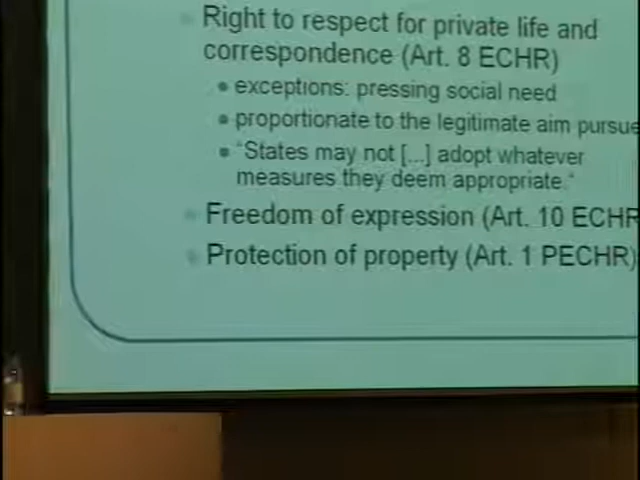 Right to respect for private life and
correspondence (Art. 8 ECHR)
• exceptions: pressing social need
• proportionate to the legitimate aim pursue
• "States may not [...] adopt whatever
measures they deem appropriate."
Freedom of expression (Art. 10 ECHR
Protection of property (Art. 1 PECHR)